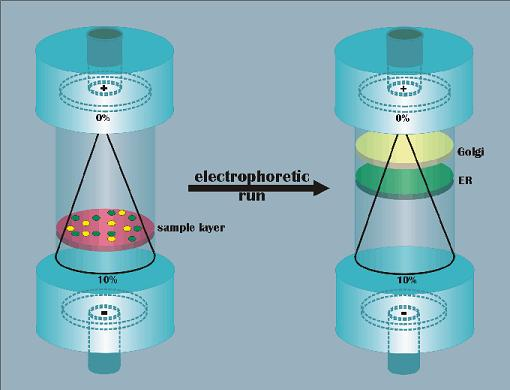 +
0%
sample layer
10%
-
electrophoretic
run
+
0%
Golgi
ER
10%
-